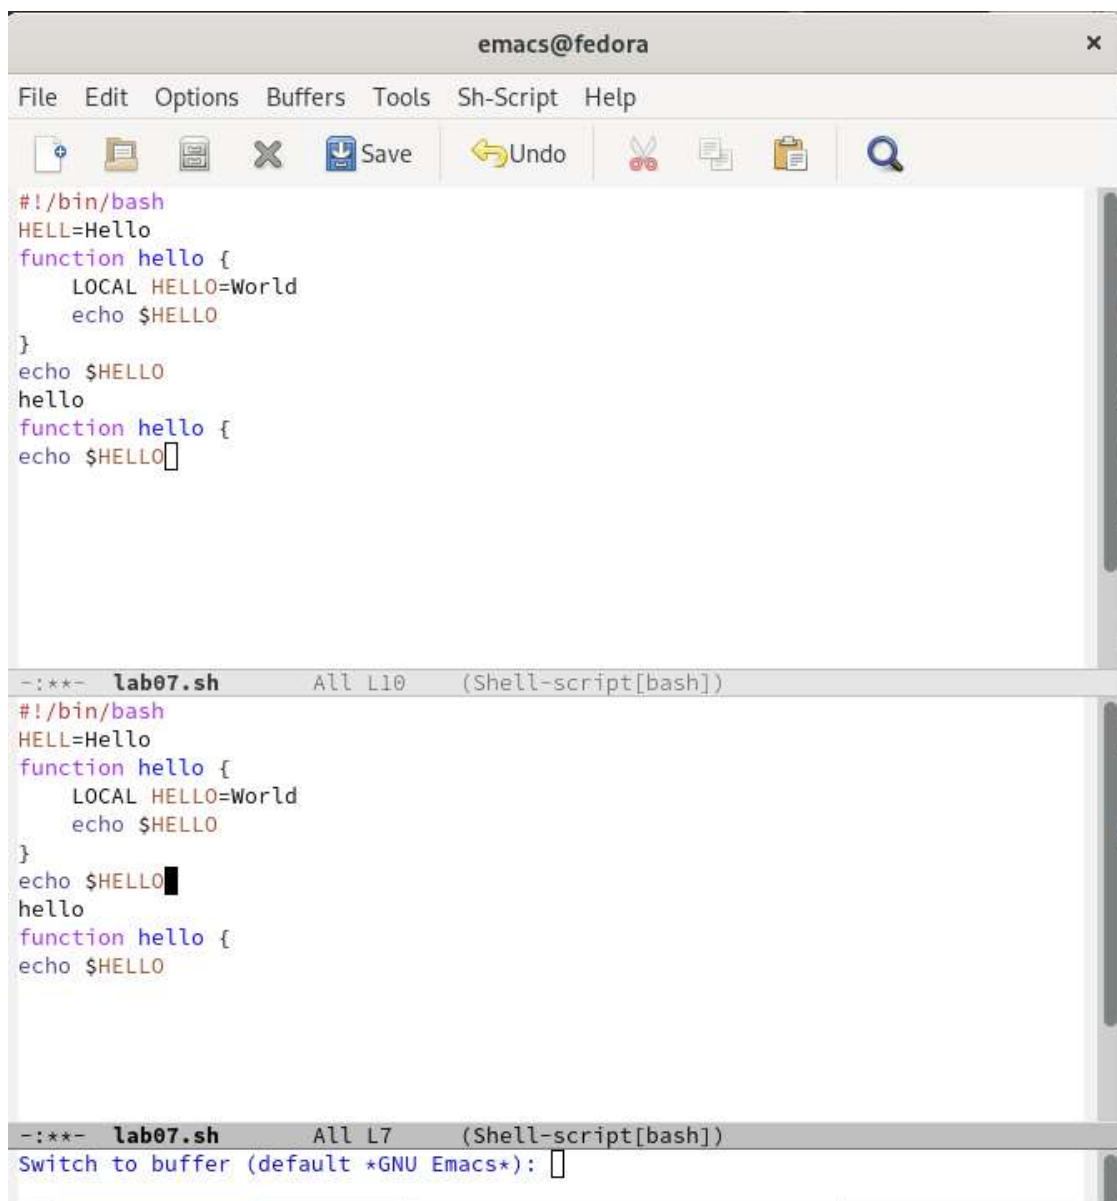 emacs@fedora ×
File Edit Options Buffers Tools Sh-Script Help
Save Undo
#!/bin/bash
HELL=Hello
function hello {
    LOCAL HELLO=World
    echo $HELLO
}
echo $HELLO
hello
function hello {
echo $HELLO
-:**- lab07.sh All L10 (Shell-script[bash])
#!/bin/bash
HELL=Hello
function hello {
    LOCAL HELLO=World
    echo $HELLO
}
echo $HELLO
hello
function hello {
echo $HELLO
-:**- lab07.sh All L7 (Shell-script[bash])
Switch to buffer (default *GNU Emacs*):